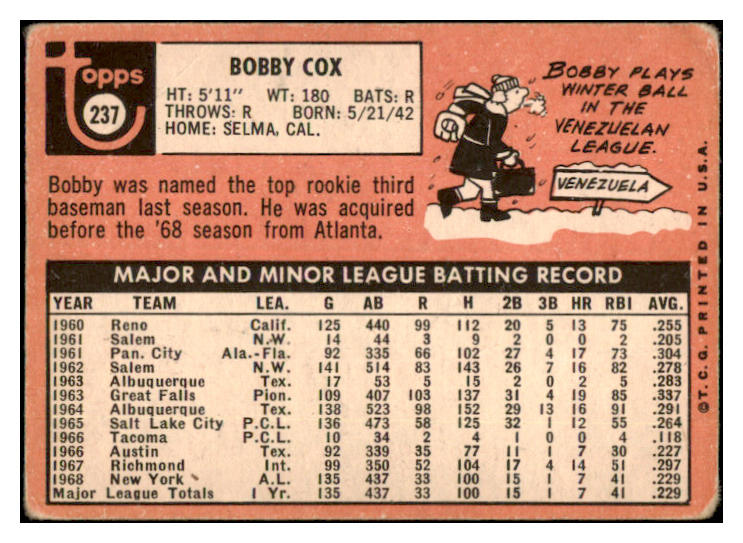 topps
237
BOBBY COX
HT: 5'11" WT: 180 BATS: R
THROWS: R BORN: 5/21/42
HOME: SELMA, CAL.
BOBBY PLAYS
WINTER BALL
IN THE
VENEZUELAN
LEAGUE.
VENEZUELA
Bobby was named the top rookie third
baseman last season. He was acquired
before the '68 season from Atlanta.
MAJOR AND MINOR LEAGUE BATTING RECORD
YEAR TEAM LEA. G AB R H 2B 3B HR RBI AVG.
1960 Reno Calif. 125 440 99 112 20 5 13 75 .255
1961 Salem N.W. 14 44 3 9 2 0 0 2 .205
1961 Pan. City Ala.-Fla. 92 335 66 102 27 4 17 73 .304
1962 Salem N.W. 141 514 83 143 26 7 16 82 .278
1963 Albuquerque Tex. 17 53 5 15 2 0 2 5 .283
1963 Great Falls Pion. 109 407 103 137 31 4 19 85 .337
1964 Albuquerque Tex. 138 523 98 152 29 13 16 91 .291
1965 Salt Lake City P.C.L. 136 473 58 125 32 1 12 55 .264
1966 Tacoma P.C.L. 10 34 2 4 1 0 0 4 .118
1966 Austin Tex. 92 339 35 77 11 1 7 30 .227
1967 Richmond Int. 99 350 52 104 17 4 14 51 .297
1968 New York A.L. 135 437 33 100 15 1 7 41 .229
Major League Totals 1 Yr. 135 437 33 100 15 1 7 41 .229
©T.C.G. PRINTED IN U.S.A.